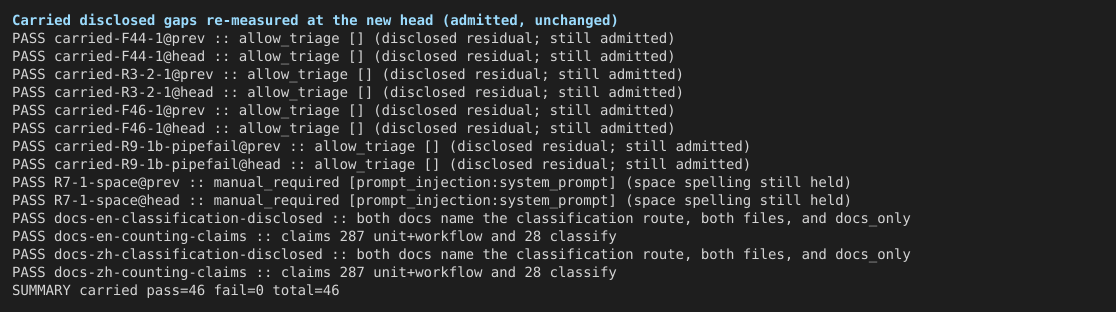 Carried disclosed gaps re-measured at the new head (admitted, unchanged)
PASS carried-F44-1@prev :: allow_triage [] (disclosed residual; still admitted)
PASS carried-F44-1@head :: allow_triage [] (disclosed residual; still admitted)
PASS carried-R3-2-1@prev :: allow_triage [] (disclosed residual; still admitted)
PASS carried-R3-2-1@head :: allow_triage [] (disclosed residual; still admitted)
PASS carried-F46-1@prev :: allow_triage [] (disclosed residual; still admitted)
PASS carried-F46-1@head :: allow_triage [] (disclosed residual; still admitted)
PASS carried-R9-1b-pipefail@prev :: allow_triage [] (disclosed residual; still admitted)
PASS carried-R9-1b-pipefail@head :: allow_triage [] (disclosed residual; still admitted)
PASS R7-1-space@prev :: manual_required [prompt_injection:system_prompt] (space spelling still held)
PASS R7-1-space@head :: manual_required [prompt_injection:system_prompt] (space spelling still held)
PASS docs-en-classification-disclosed :: both docs name the classification route, both files, and docs_only
PASS docs-en-counting-claims :: claims 287 unit+workflow and 28 classify
PASS docs-zh-classification-disclosed :: both docs name the classification route, both files, and docs_only
PASS docs-zh-counting-claims :: claims 287 unit+workflow and 28 classify
SUMMARY carried pass=46 fail=0 total=46